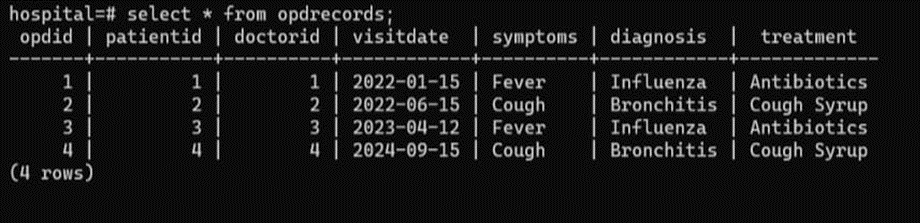 hospital=# select * from opdrecords;
 opdid | patientid | doctorid | visitdate  | symptoms | diagnosis  |  treatment
-------+-----------+----------+------------+----------+------------+-------------
     1 |         1 |        1 | 2022-01-15 | Fever    | Influenza  | Antibiotics
     2 |         2 |        2 | 2022-06-15 | Cough    | Bronchitis | Cough Syrup
     3 |         3 |        3 | 2023-04-12 | Fever    | Influenza  | Antibiotics
     4 |         4 |        4 | 2024-09-15 | Cough    | Bronchitis | Cough Syrup
(4 rows)